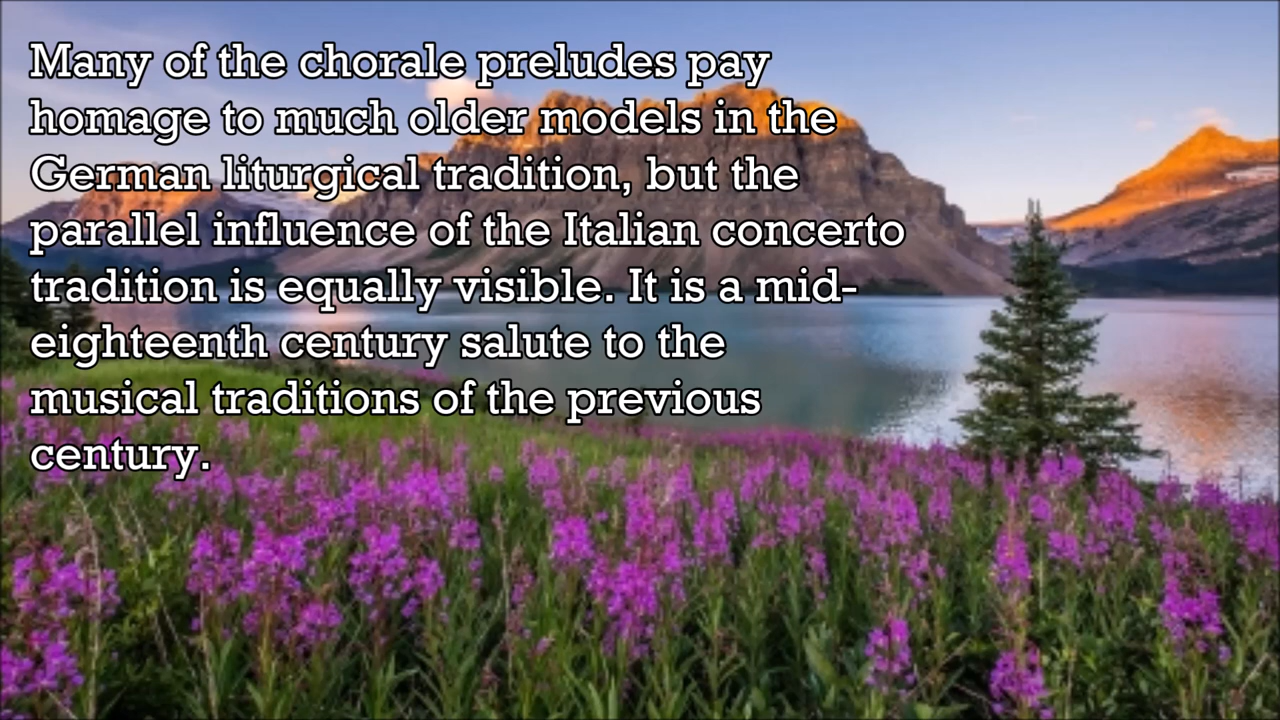 Many of the chorale preludes pay
homage to much older models in the
German liturgical tradition, but the
parallel influence of the Italian concerto
tradition is equally visible. It is a mid-
eighteenth century salute to the
musical traditions of the previous
century.